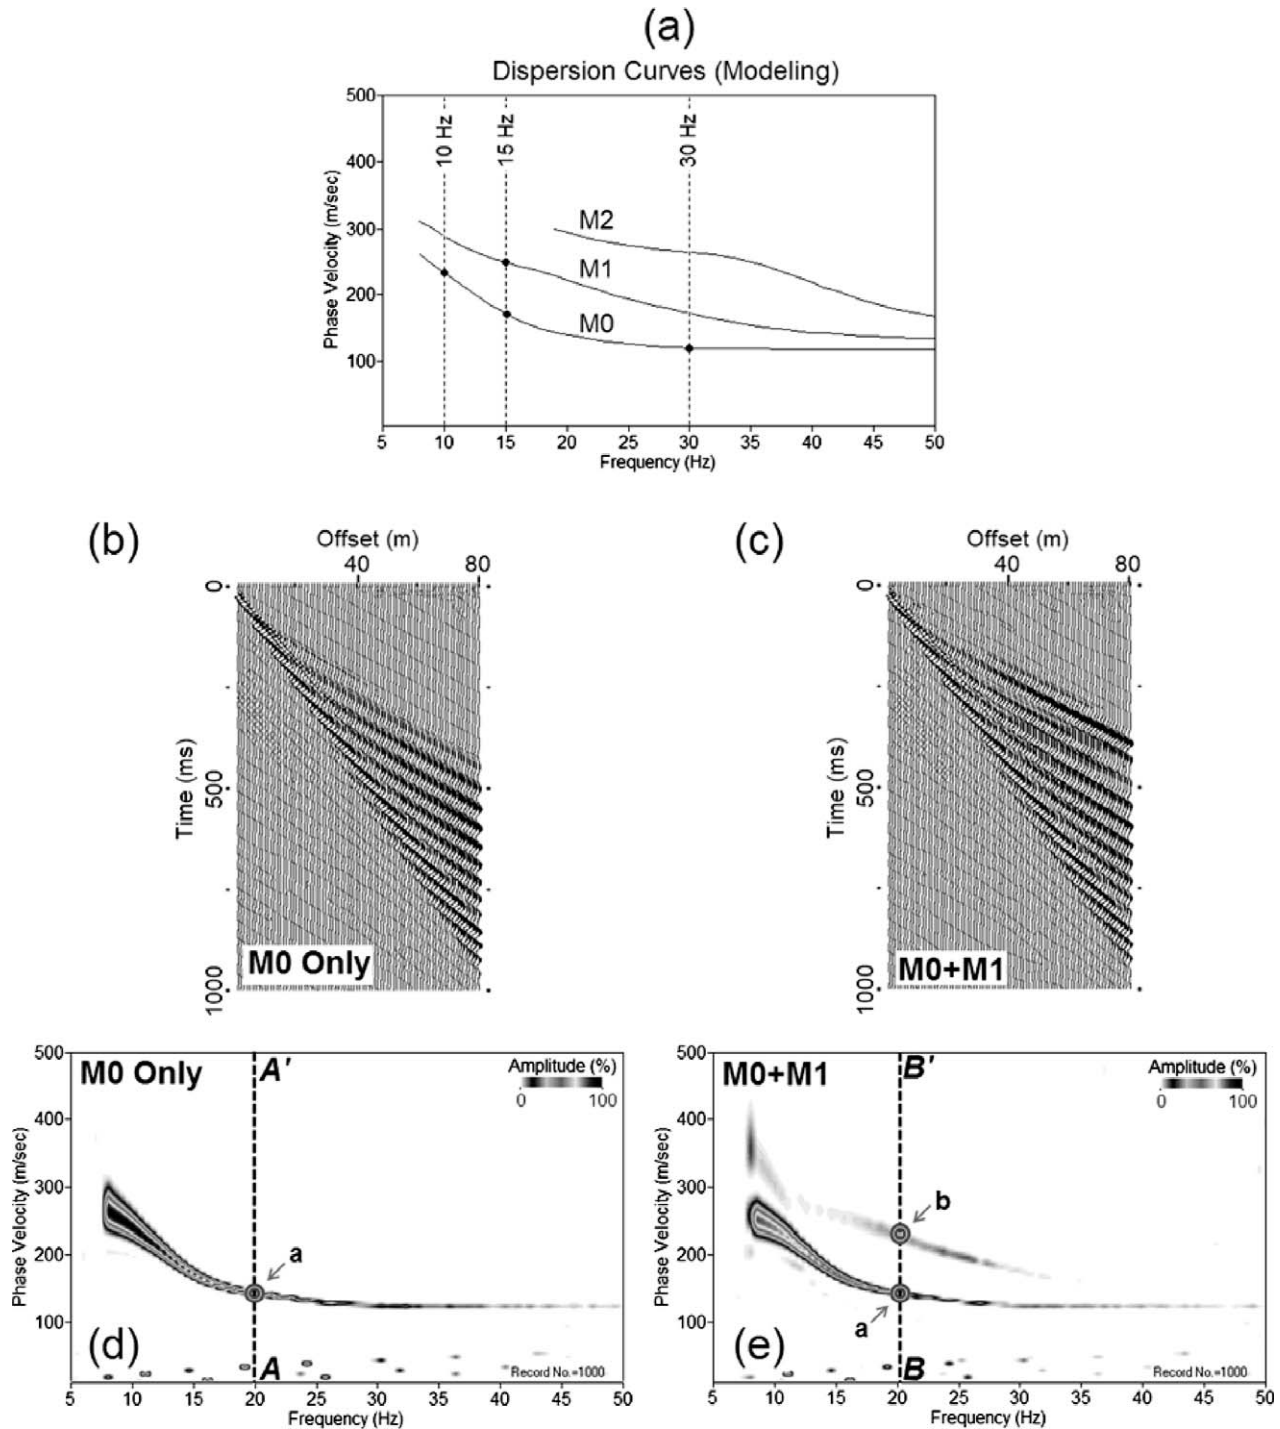 (a)
Dispersion Curves (Modeling)
500
400
300
200
100
Phase Velocity (m/sec)
10 Hz
15 Hz
30 Hz
M2
M1
M0
5 10 15 20 25 30 35 40 45 50
Frequency (Hz)
(b)
Offset (m)
40 80
0
500
1000
Time (ms)
M0 Only
(c)
Offset (m)
40 80
0
500
1000
Time (ms)
M0+M1
500
400
300
200
100
Phase Velocity (m/sec)
M0 Only
A'
Amplitude (%)
0 100
a
(d)
A
Record No.=1000
5 10 15 20 25 30 35 40 45 50
Frequency (Hz)
500
400
300
200
100
Phase Velocity (m/sec)
M0+M1
B'
Amplitude (%)
0 100
b
a
(e)
B
Record No.=1000
5 10 15 20 25 30 35 40 45 50
Frequency (Hz)